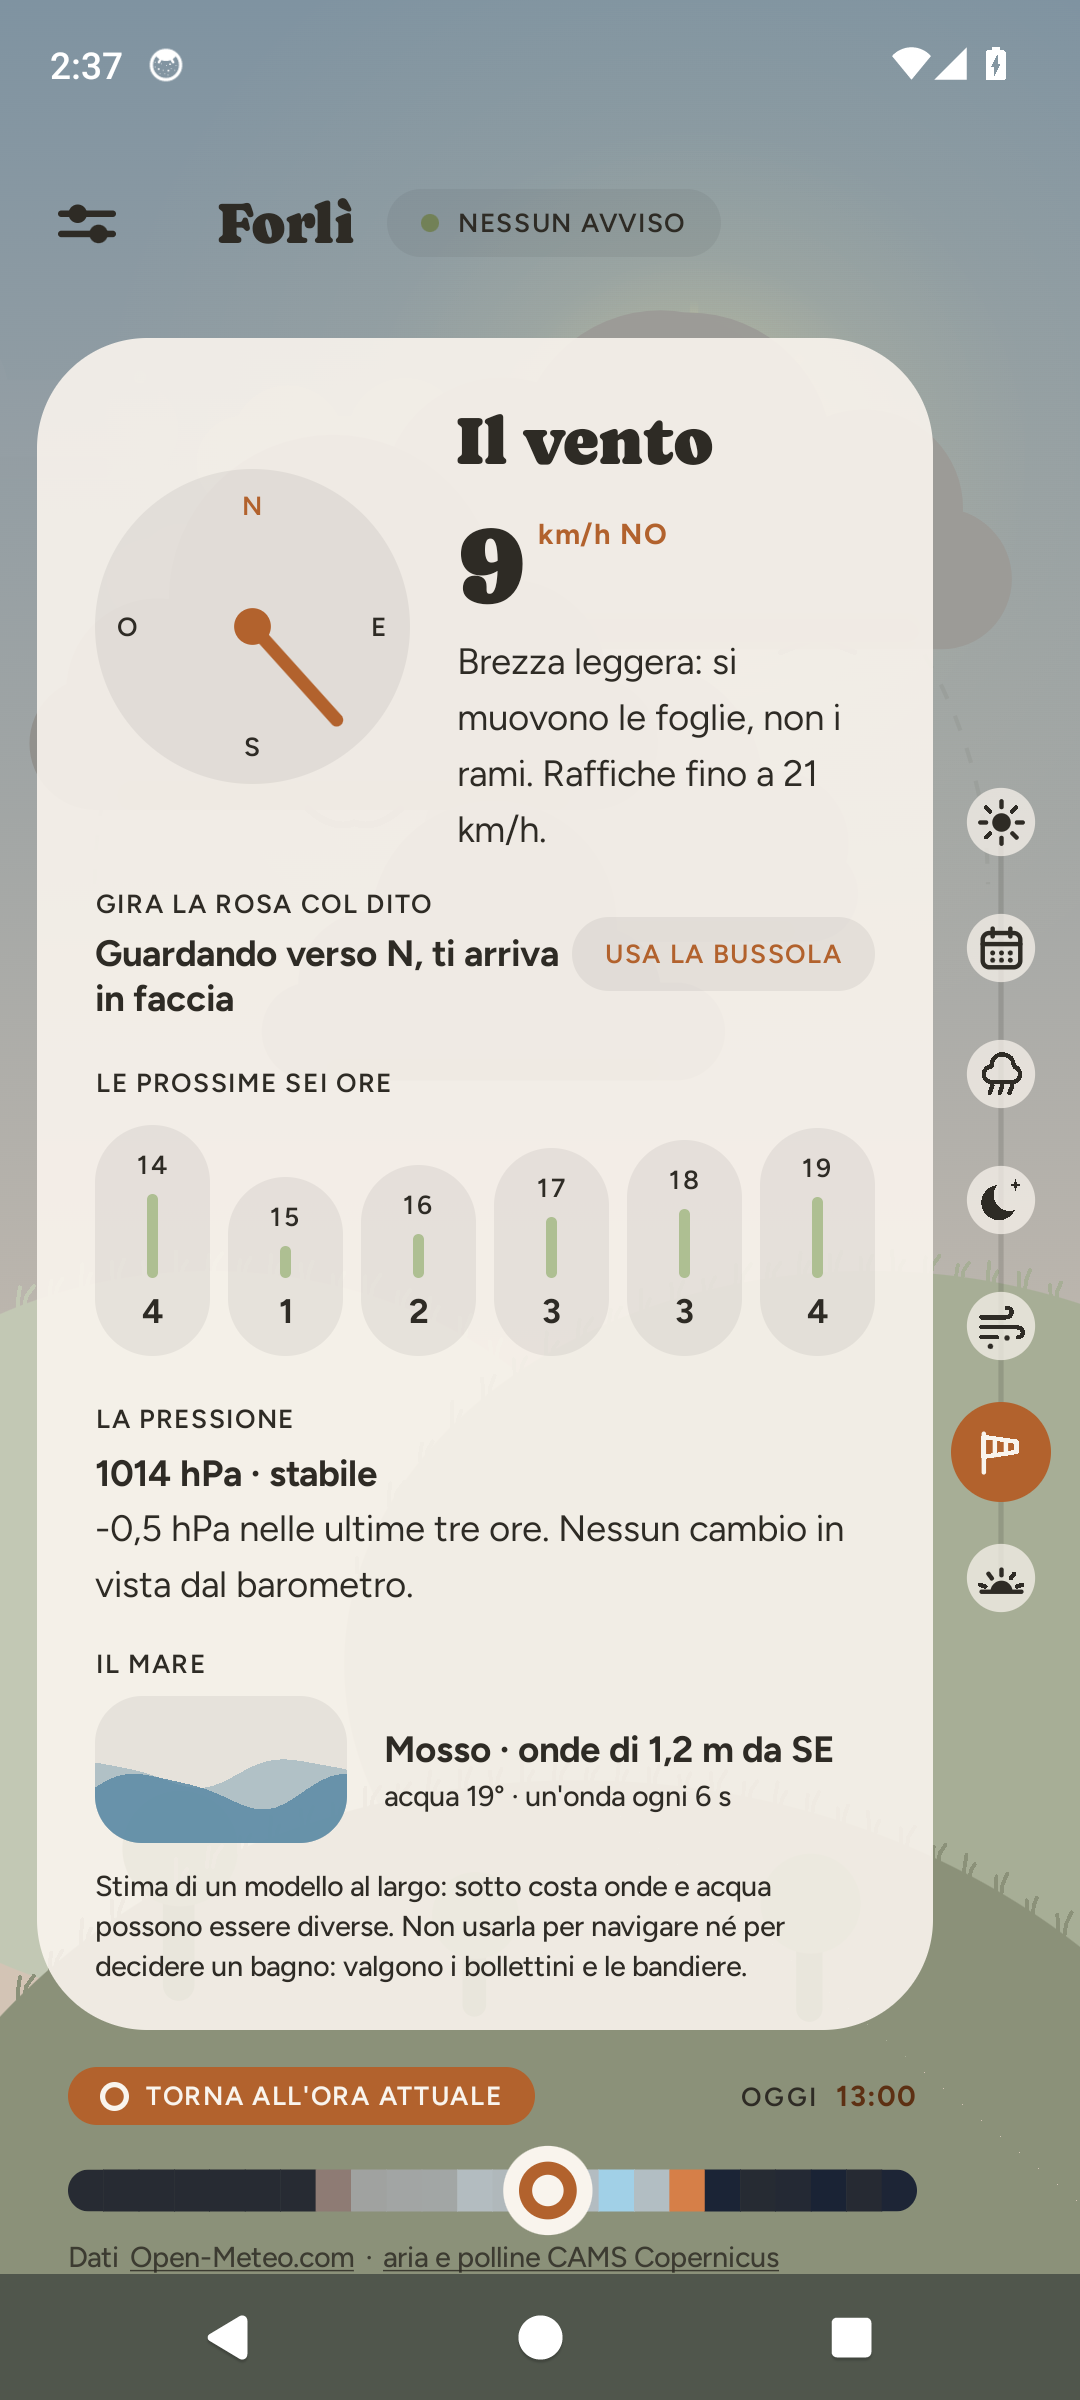 2:37
Forlì
NESSUN AVVISO
Il vento
N
O
E
S
9 km/h NO
Brezza leggera: si
muovono le foglie, non i
rami. Raffiche fino a 21
km/h.
GIRA LA ROSA COL DITO
Guardando verso N, ti arriva
in faccia
USA LA BUSSOLA
LE PROSSIME SEI ORE
14 15 16 17 18 19
4 1 2 3 3 4
LA PRESSIONE
1014 hPa · stabile
-0,5 hPa nelle ultime tre ore. Nessun cambio in
vista dal barometro.
IL MARE
Mosso · onde di 1,2 m da SE
acqua 19° · un'onda ogni 6 s
Stima di un modello al largo: sotto costa onde e acqua
possono essere diverse. Non usarla per navigare né per
decidere un bagno: valgono i bollettini e le bandiere.
TORNA ALL'ORA ATTUALE
OGGI 13:00
Dati Open-Meteo.com · aria e polline CAMS Copernicus